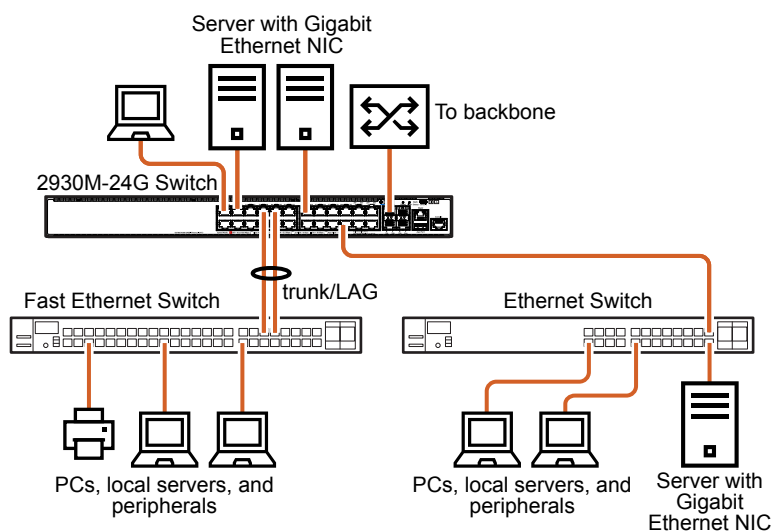 Server with Gigabit
Ethernet NIC
To backbone
2930M-24G Switch
trunk/LAG
Fast Ethernet Switch
Ethernet Switch
PCs, local servers, and
peripherals
PCs, local servers, and
peripherals
Server with
Gigabit
Ethernet NIC